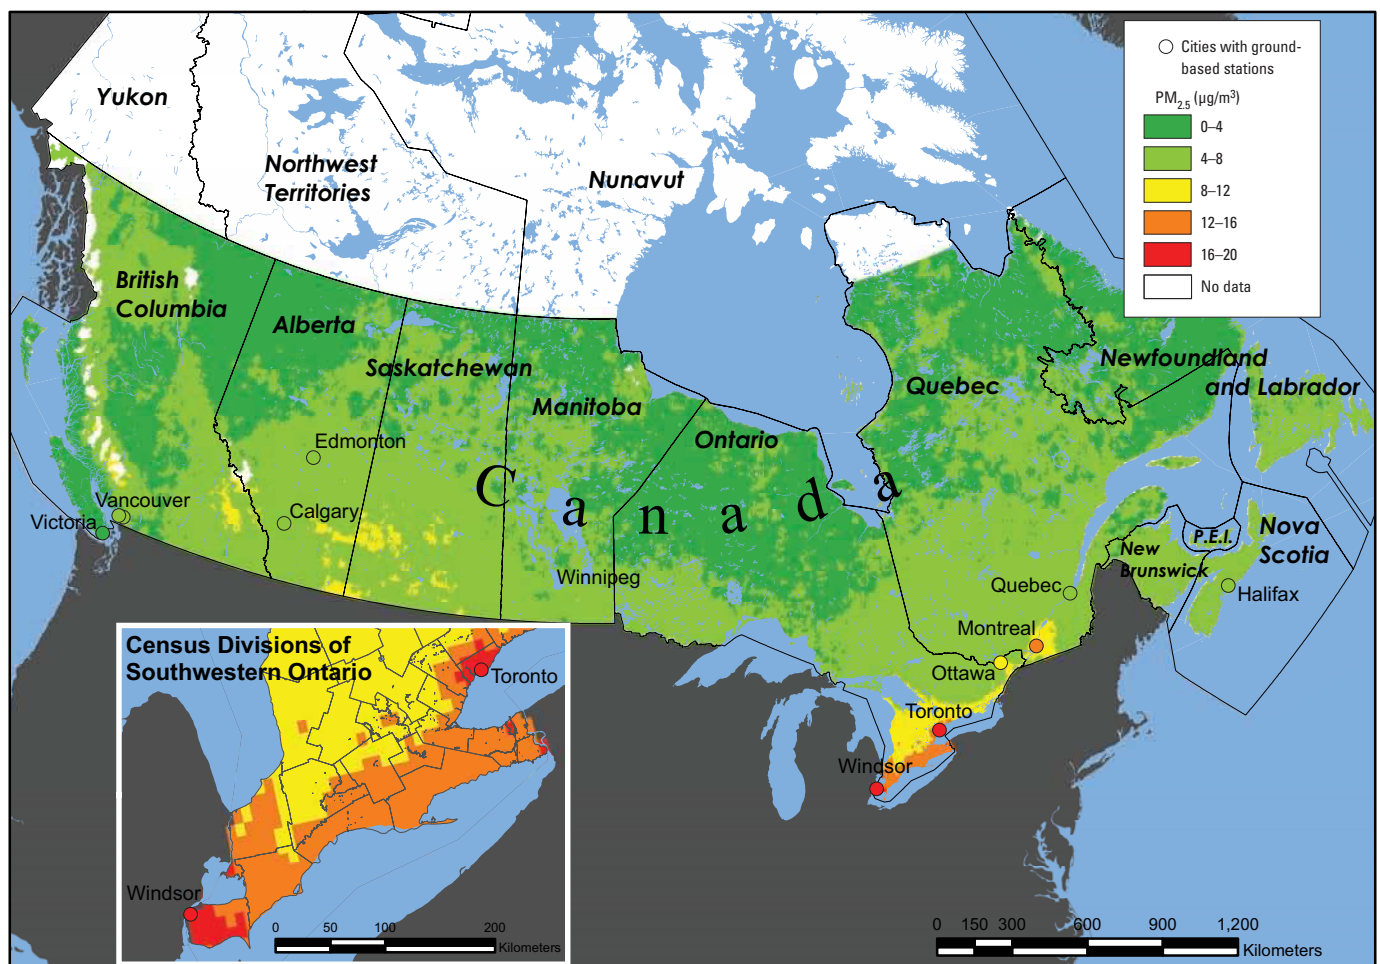 Cities with ground-
based stations
PM2.5 (µg/m³)
0–4
4–8
8–12
12–16
16–20
No data
Yukon
Northwest
Territories
Nunavut
British
Columbia
Alberta
Saskatchewan
Manitoba
Ontario
Quebec
Newfoundland
and Labrador
Edmonton
Calgary
Vancouver
Victoria
Winnipeg
Canada
P.E.I.
Nova
Scotia
New
Brunswick
Quebec
Halifax
Montreal
Ottawa
Toronto
Windsor
Census Divisions of
Southwestern Ontario
Toronto
Windsor
0 50 100 200
Kilometers
0 150 300 600 900 1,200
Kilometers